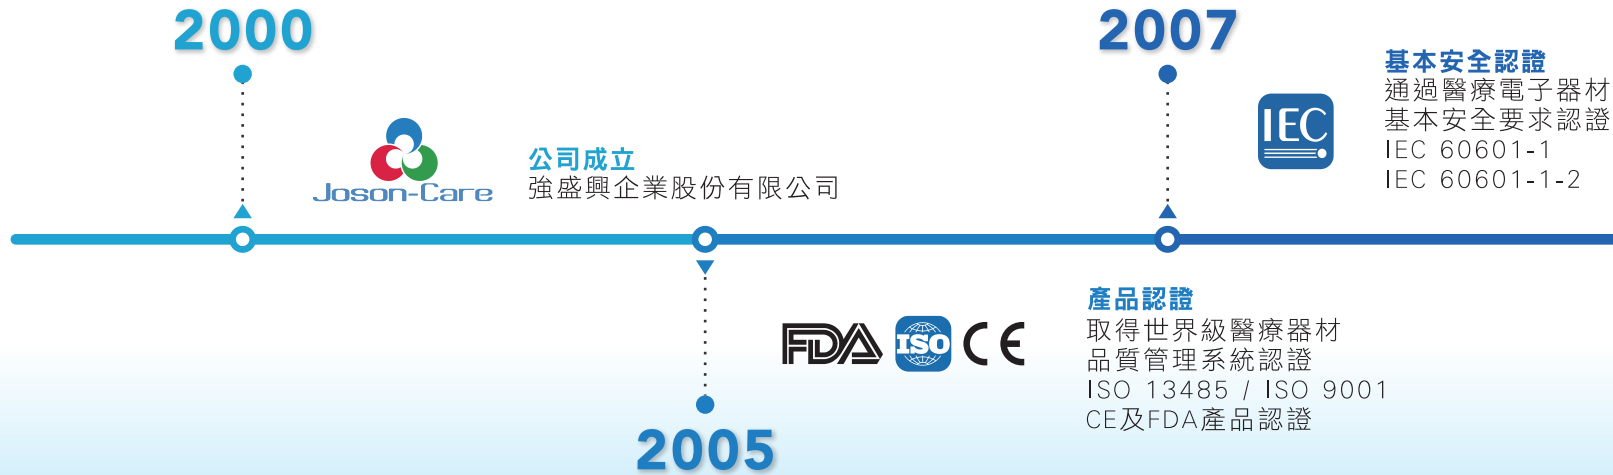 2000
Joson-Care
公司成立
強盛興企業股份有限公司
2005
FDA ISO CE
產品認證
取得世界級醫療器材
品質管理系統認證
ISO 13485 / ISO 9001
CE及FDA產品認證
2007
IEC
基本安全認證
通過醫療電子器材
基本安全要求認證
IEC 60601-1
IEC 60601-1-2